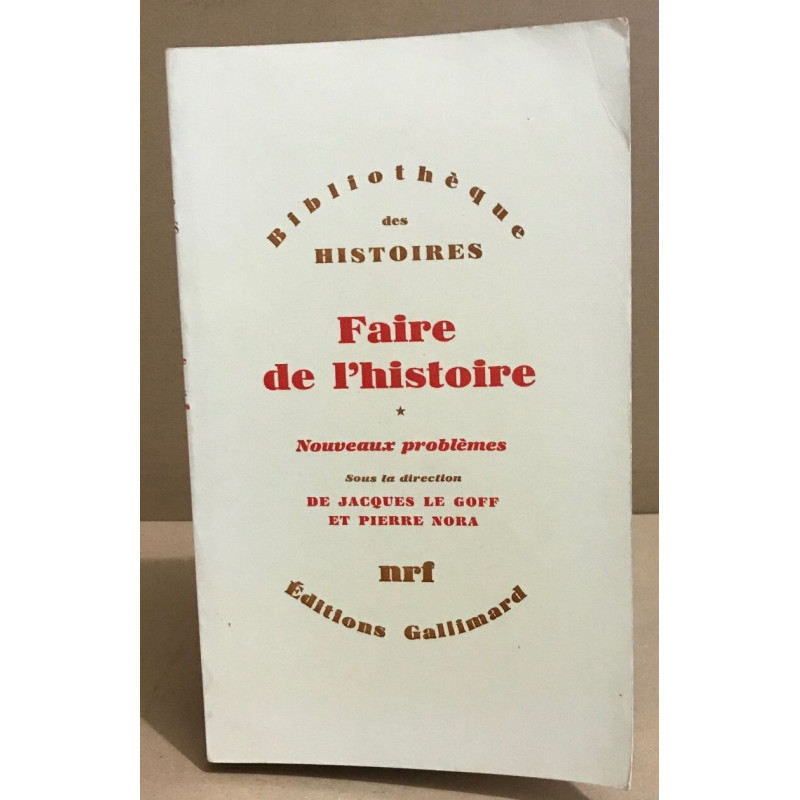 Bibliothèque
des
HISTOIRES
Faire
de l'histoire
★
Nouveaux problèmes
Sous la direction
DE JACQUES LE GOFF
ET PIERRE NORA
nrf
Éditions Gallimard